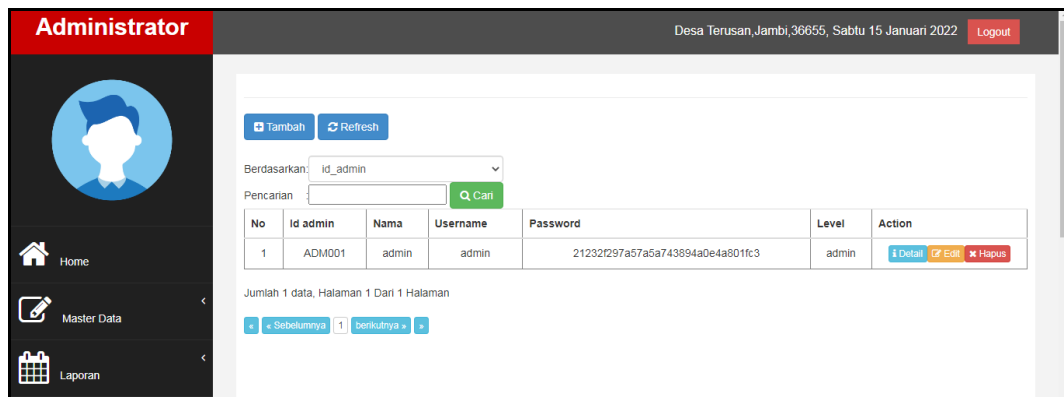 Administrator
Desa Terusan,Jambi,36655, Sabtu 15 Januari 2022 Logout
Tambah Refresh
Berdasarkan: id_admin
Pencarian : Cari
No Id admin Nama Username Password Level Action
1 ADM001 admin admin 21232f297a57a5a743894a0e4a801fc3 admin Detail Edit Hapus
Home
Jumlah 1 data, Halaman 1 Dari 1 Halaman
Master Data
« « Sebelumnya 1 berikutnya » »
Laporan